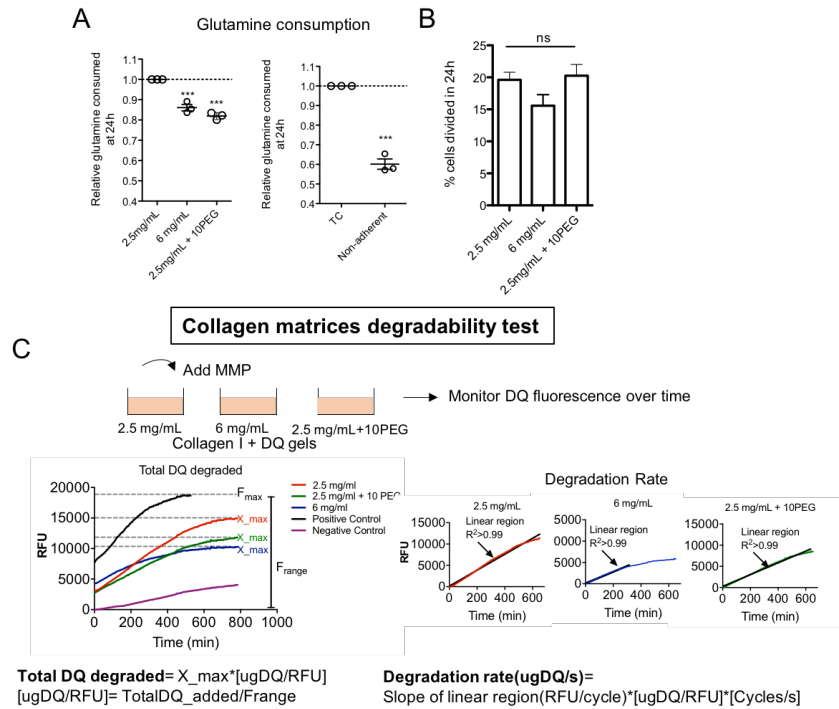 A
Glutamine consumption
Relative glutamine consumed
at 24h
1.1
1.0
0.9
0.8
0.7
0.6
0.5
0.4
***
***
2.5mg/mL
6 mg/mL
2.5mg/mL + 10PEG
Relative glutamine consumed
at 24h
1.1
1.0
0.9
0.8
0.7
0.6
0.5
0.4
***
TC
Non-adherent
B
ns
% cells divided in 24h
25
20
15
10
5
0
2.5 mg/mL
6 mg/mL
2.5mg/mL + 10PEG
Collagen matrices degradability test
C
Add MMP
Monitor DQ fluorescence over time
2.5 mg/mL
6 mg/mL
2.5 mg/mL+10PEG
Collagen I + DQ gels
Total DQ degraded
RFU
20000
15000
10000
5000
0
0 200 400 600 800 1000
Time (min)
Fmax
X_max
X_max
X_max
Frange
2.5 mg/ml
2.5 mg/ml + 10 PEG
6 mg/ml
Positive Control
Negative Control
Degradation Rate
2.5 mg/mL
RFU
15000
10000
5000
0
Linear region
R2>0.99
0 200 400 600
Time (min)
6 mg/mL
5000
0000
5000
0
Linear region
R2>0.99
0 200 400 600
Time (min)
2.5 mg/mL + 10PEG
15000
10000
5000
0
Linear region
R2>0.99
0 200 400 600
Time (min)
Total DQ degraded= X_max*[ugDQ/RFU]
[ugDQ/RFU]= TotalDQ_added/Frange
Degradation rate(ugDQ/s)=
Slope of linear region(RFU/cycle)*[ugDQ/RFU]*[Cycles/s]